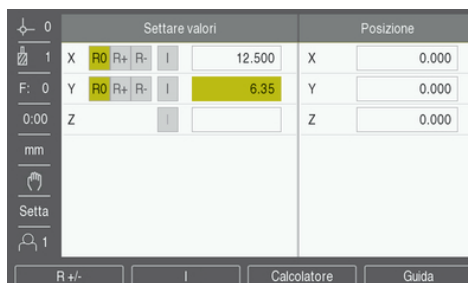 0 Settare valori Posizione
1 X R0 R+ R- I 12.500 X 0.000
F: 0 Y R0 R+ R- I 6.35 Y 0.000
0:00 Z I Z 0.000
mm
Setta
1
R +/- I Calcolatore Guida